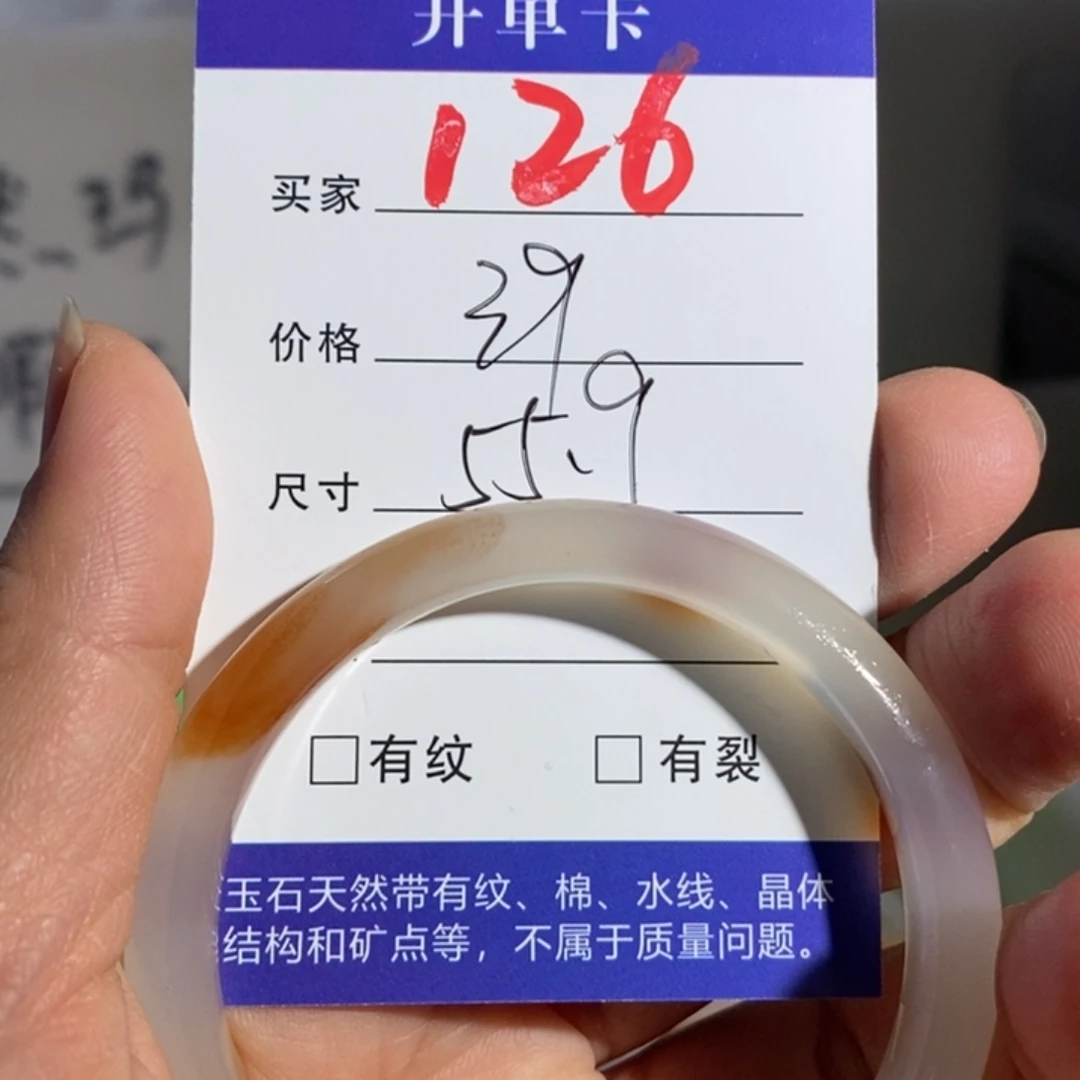 开单卡
买家 126
价格 39
尺寸 55.9
有纹 有裂
玉石天然带有纹、棉、水线、晶体
结构和矿点等，不属于质量问题。